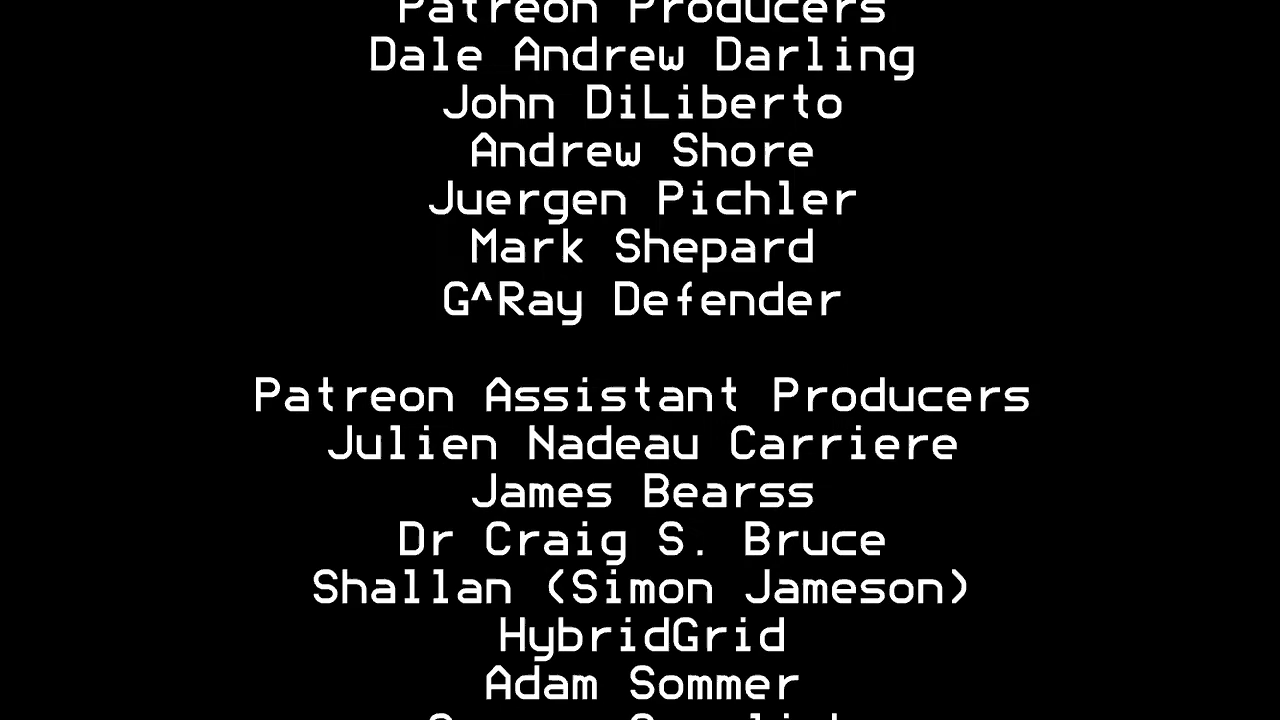 Patreon Producers
Dale Andrew Darling
John DiLiberto
Andrew Shore
Juergen Pichler
Mark Shepard
G^Ray Defender
Patreon Assistant Producers
Julien Nadeau Carriere
James Bearss
Dr Craig S. Bruce
Shallan (Simon Jameson)
HybridGrid
Adam Sommer